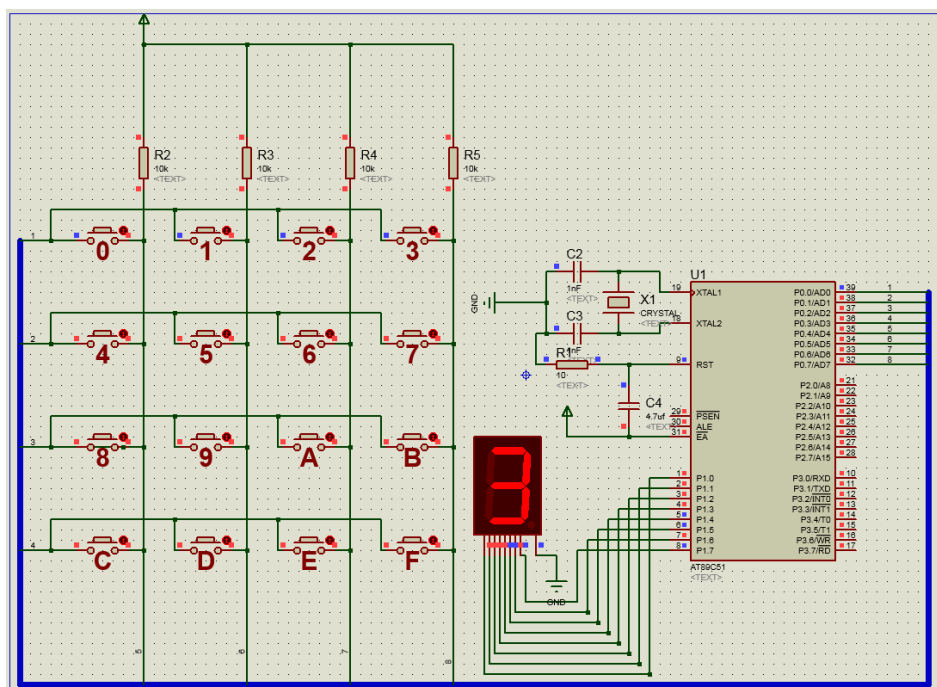 R2 R3 R4 R5
10k 10k 10k 10k
<TEXT> <TEXT> <TEXT> <TEXT>
1
0 1 2 3
2
4 5 6 7
3
8 9 A B
4
C D E F
5 6 7 8
GND
C2
1nF
<TEXT>
X1
CRYSTAL
<TEXT>
C3
1nF
R1
10
<TEXT>
C4
4.7uf
<TEXT>
3
GND
U1
19 XTAL1
18 XTAL2
9 RST
29 PSEN
30 ALE
31 EA
1 P1.0
2 P1.1
3 P1.2
4 P1.3
5 P1.4
6 P1.5
7 P1.6
8 P1.7
P0.0/AD0 39 1
P0.1/AD1 38 2
P0.2/AD2 37 3
P0.3/AD3 36 4
P0.4/AD4 35 5
P0.5/AD5 34 6
P0.6/AD6 33 7
P0.7/AD7 32 8
P2.0/A8 21
P2.1/A9 22
P2.2/A10 23
P2.3/A11 24
P2.4/A12 25
P2.5/A13 26
P2.6/A14 27
P2.7/A15 28
P3.0/RXD 10
P3.1/TXD 11
P3.2/INT0 12
P3.3/INT1 13
P3.4/T0 14
P3.5/T1 15
P3.6/WR 16
P3.7/RD 17
AT89C51
<TEXT>